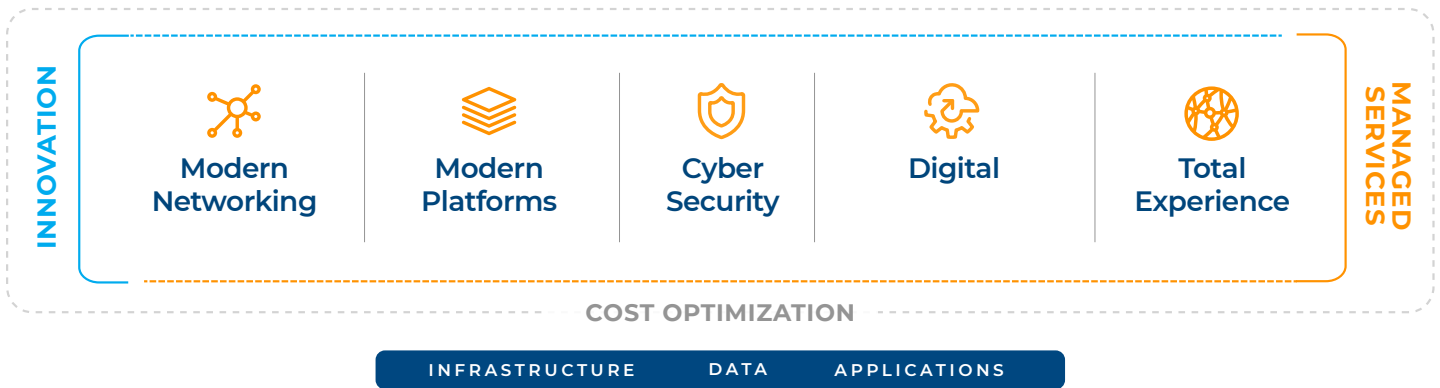 INNOVATION
Modern
Networking
Modern
Platforms
Cyber
Security
Digital
Total
Experience
MANAGED
SERVICES
COST OPTIMIZATION
INFRASTRUCTURE DATA APPLICATIONS